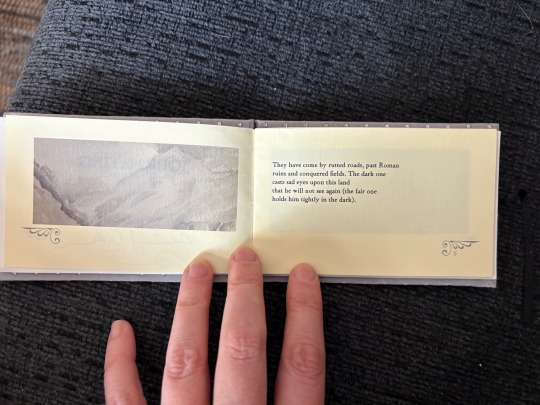 They have come by rutted roads, past Roman
ruins and conquered fields. The dark one
casts sad eyes upon this land
that he will not see again (the fair one
holds him tightly in the dark).